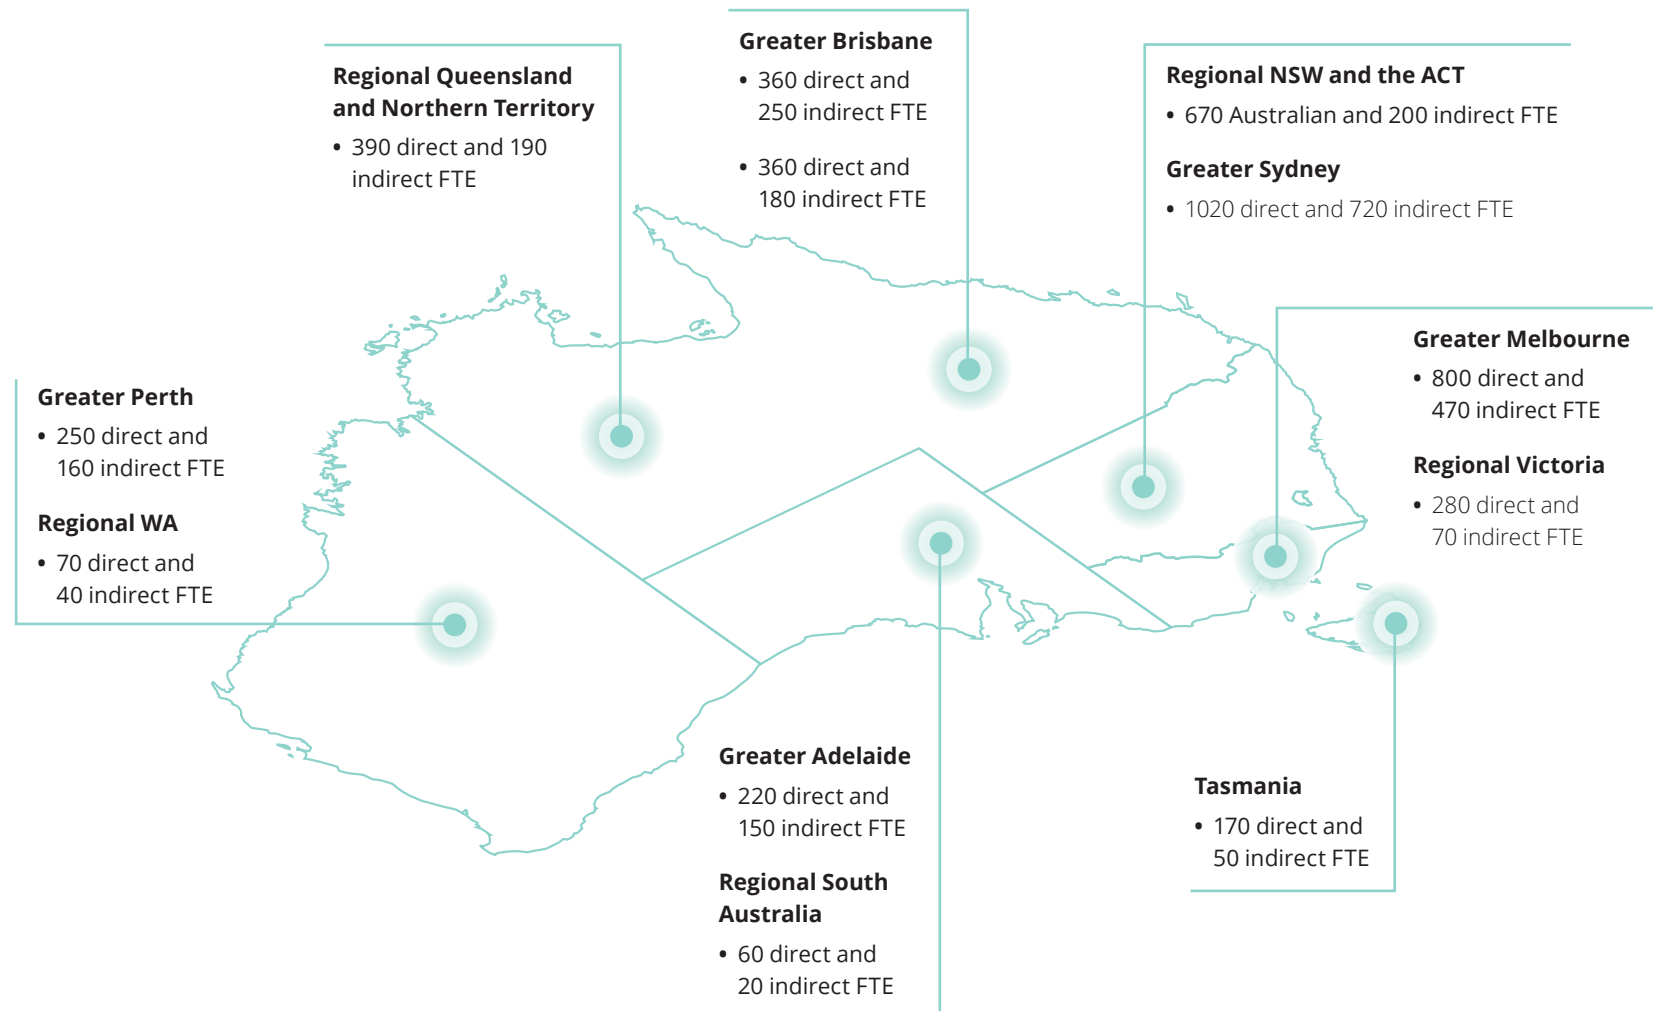 Regional Queensland
and Northern Territory
• 390 direct and 190
indirect FTE
Greater Brisbane
• 360 direct and
250 indirect FTE
• 360 direct and
180 indirect FTE
Regional NSW and the ACT
• 670 Australian and 200 indirect FTE
Greater Sydney
• 1020 direct and 720 indirect FTE
Greater Melbourne
• 800 direct and
470 indirect FTE
Regional Victoria
• 280 direct and
70 indirect FTE
Greater Perth
• 250 direct and
160 indirect FTE
Regional WA
• 70 direct and
40 indirect FTE
Greater Adelaide
• 220 direct and
150 indirect FTE
Regional South
Australia
• 60 direct and
20 indirect FTE
Tasmania
• 170 direct and
50 indirect FTE